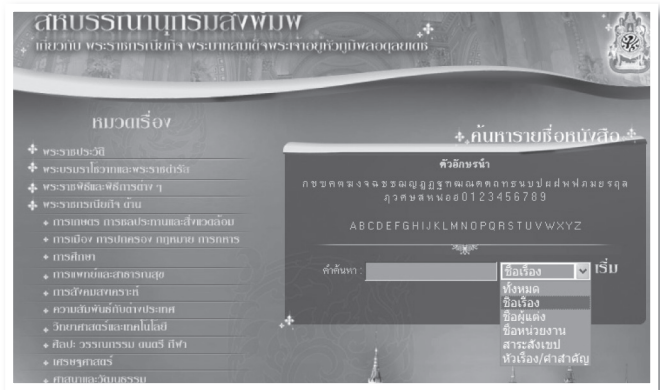 สหบรรณานุกรมสิ่งพิมพ์
เกี่ยวกับ พระราชกรณียกิจ พระบาทสมเด็จพระเจ้าอยู่หัวภูมิพลอดุลยเดช
หมวดเรื่อง
พระราชประวัติ
พระบรมราโชวาทและพระราชดำรัส
พระราชพิธีและพิธีการต่าง ๆ
พระราชกรณียกิจ ด้าน
การเกษตร การชลประทานและสิ่งแวดล้อม
การเมือง การปกครอง กฎหมาย การทหาร
การศึกษา
การแพทย์และสาธารณสุข
การสังคมสงเคราะห์
ความสัมพันธ์กับต่างประเทศ
วิทยาศาสตร์และเทคโนโลยี
ศิลปะ วรรณกรรม ดนตรี กีฬา
เศรษฐศาสตร์
ศาสนาและวัฒนธรรม
ค้นหารายชื่อหนังสือ
ตัวอักษรนำ
ก ข ฃ ค ฅ ฆ ง จ ฉ ช ซ ฌ ญ ฎ ฏ ฐ ฑ ฒ ณ ด ต ถ ท ธ น บ ป ผ ฝ พ ฟ ภ ม ย ร ฤ ล
ฦ ว ศ ษ ส ห ฬ อ ฮ 0 1 2 3 4 5 6 7 8 9
A B C D E F G H I J K L M N O P Q R S T U V W X Y Z
คำค้นหา : ชื่อเรื่อง เริ่ม
ทั้งหมด
ชื่อเรื่อง
ชื่อผู้แต่ง
ชื่อหน่วยงาน
สาระสังเขป
หัวเรื่อง/คำสำคัญ